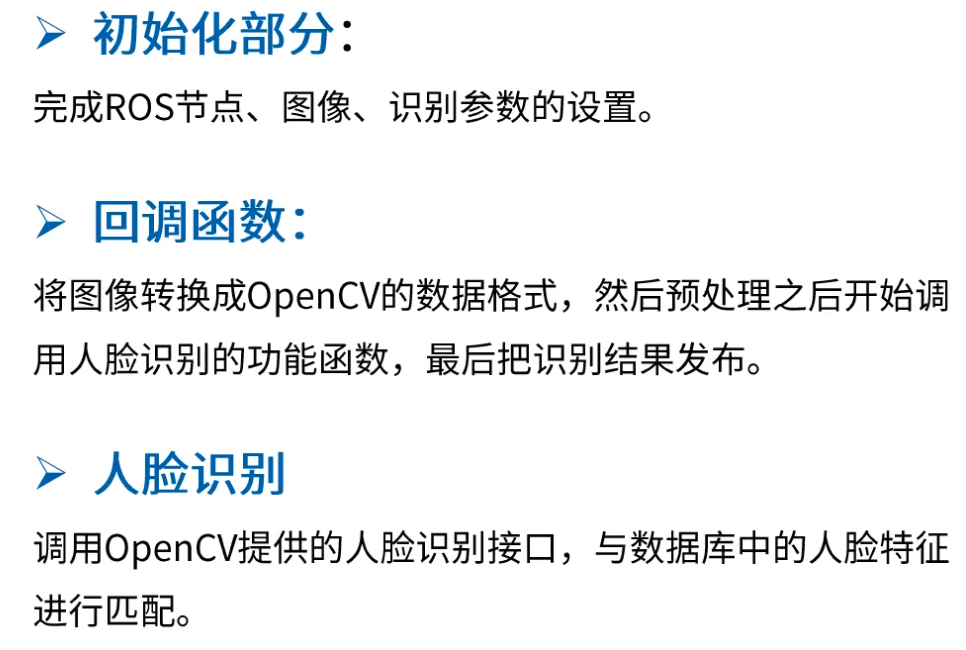 ➢ 初始化部分：
完成ROS节点、图像、识别参数的设置。
➢ 回调函数：
将图像转换成OpenCV的数据格式，然后预处理之后开始调
用人脸识别的功能函数，最后把识别结果发布。
➢ 人脸识别
调用OpenCV提供的人脸识别接口，与数据库中的人脸特征
进行匹配。